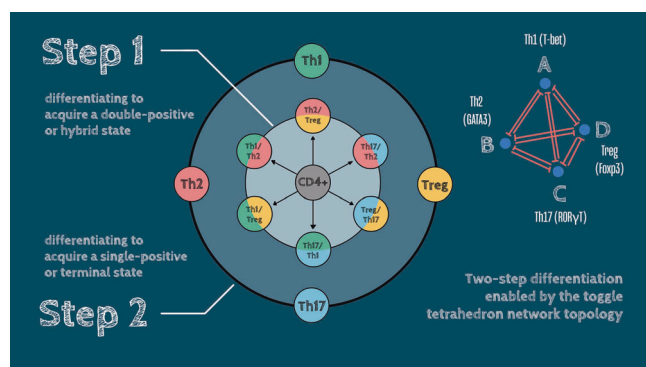 Step 1
differentiating to
acquire a double-positive
or hybrid state
differentiating to
acquire a single-positive
or terminal state
Step 2
Th1
Th2/
Treg
Th1/
Th2
Th17/
Th2
CD4+
Th2
Treg
Th1/
Treg
Treg/
Th17
Th17/
Th1
Th17
Th1 (T-bet)
A
Th2
(GATA3)
B
D
Treg
(Foxp3)
C
Th17 (RORγT)
Two-step differentiation
enabled by the toggle
tetrahedron network topology